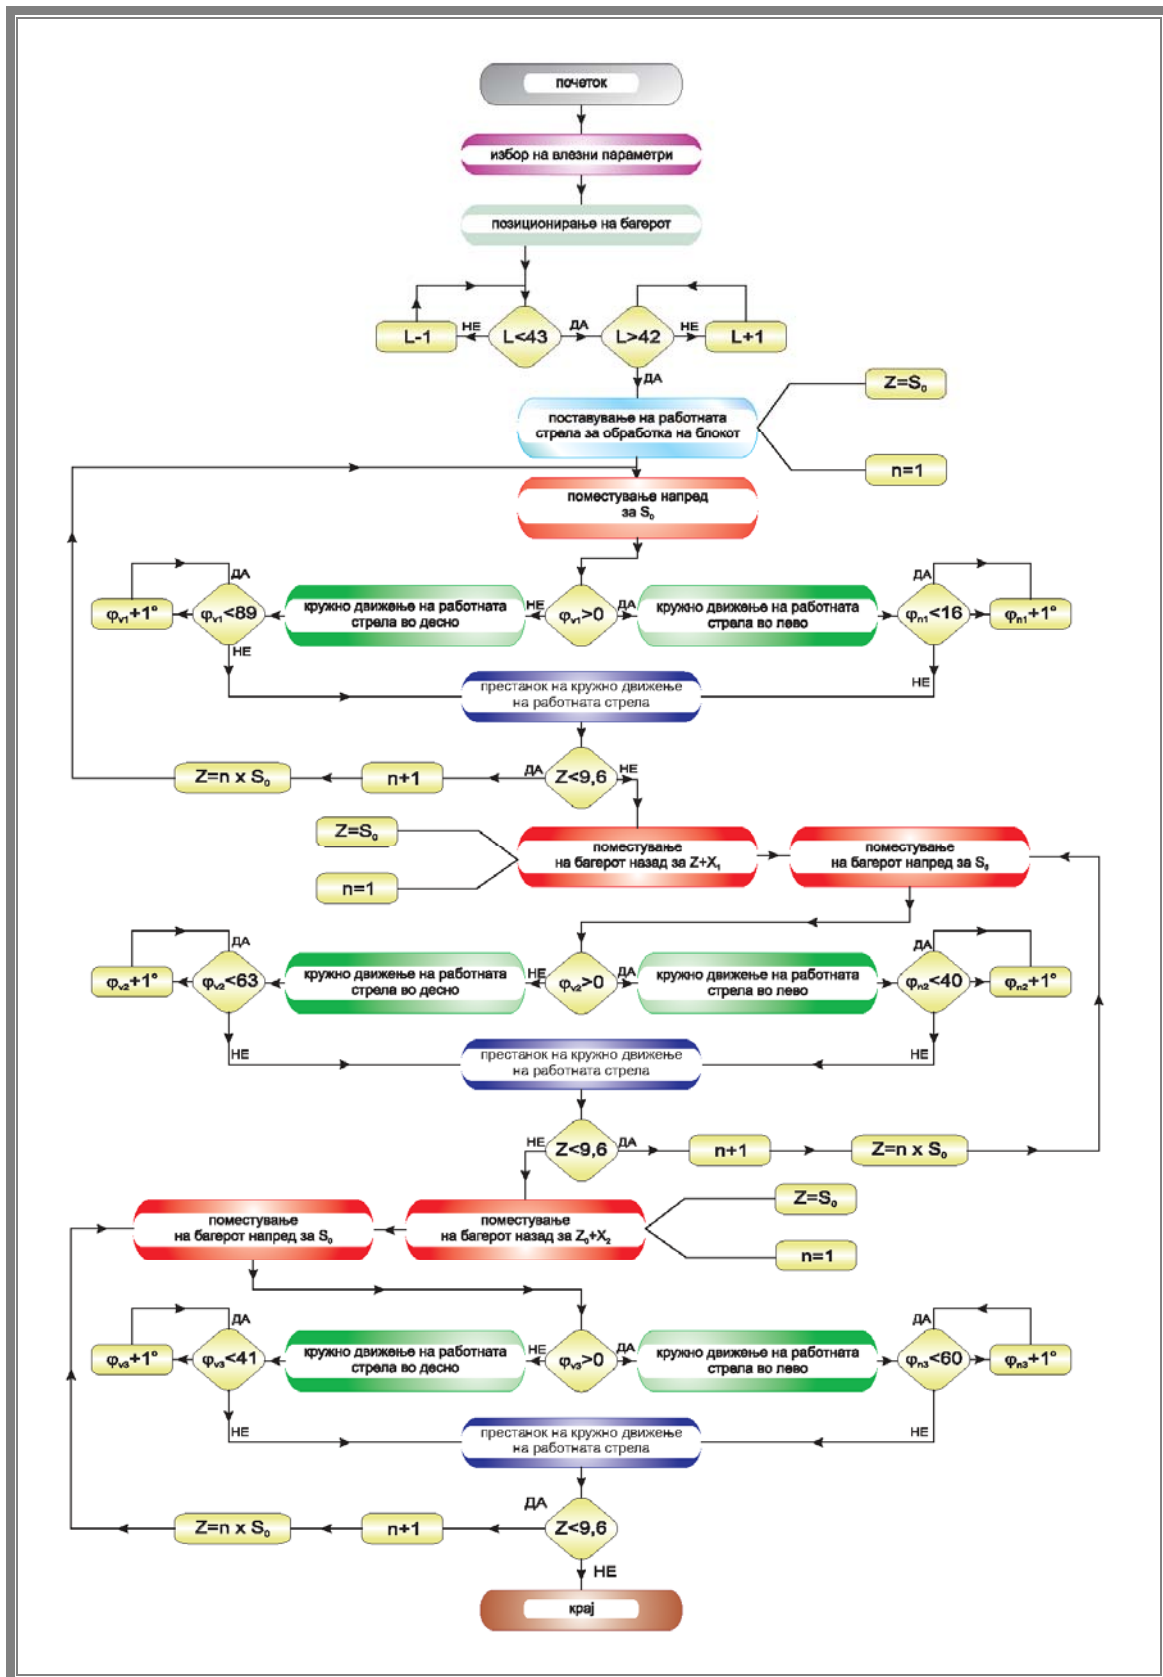 почеток
избор на влезни параметри
позиционирање на багерот
L-1
НЕ
L<43
ДА
L>42
НЕ
L+1
ДА
Z=S₀
поставување на работната
стрела за обработка на блокот
n=1
поместување напред
за S₀
ДА
ДА
φᵥ₁+1°
φᵥ₁<89
кружно движење на работната
стрела во десно
НЕ
φᵥ₁>0
ДА
кружно движење на работната
стрела во лево
φₙ₁<16
φₙ₁+1°
НЕ
НЕ
престанок на кружно движење
на работната стрела
Z=n x S₀
n+1
ДА
Z<9,6
НЕ
Z=S₀
n=1
поместување
на багерот назад за Z+X₁
поместување
на багерот напред за S₀
ДА
ДА
φᵥ₂+1°
φᵥ₂<63
кружно движење на работната
стрела во десно
НЕ
φᵥ₂>0
ДА
кружно движење на работната
стрела во лево
φₙ₂<40
φₙ₂+1°
НЕ
НЕ
престанок на кружно движење
на работната стрела
НЕ
Z<9,6
ДА
n+1
Z=n x S₀
поместување
на багерот напред за S₀
поместување
на багерот назад за Z₀+X₂
Z=S₀
n=1
ДА
ДА
φᵥ₃+1°
φᵥ₃<41
кружно движење на работната
стрела во десно
НЕ
φᵥ₃>0
ДА
кружно движење на работната
стрела во лево
φₙ₃<60
φₙ₃+1°
НЕ
НЕ
престанок на кружно движење
на работната стрела
Z=n x S₀
n+1
ДА
Z<9,6
НЕ
крај